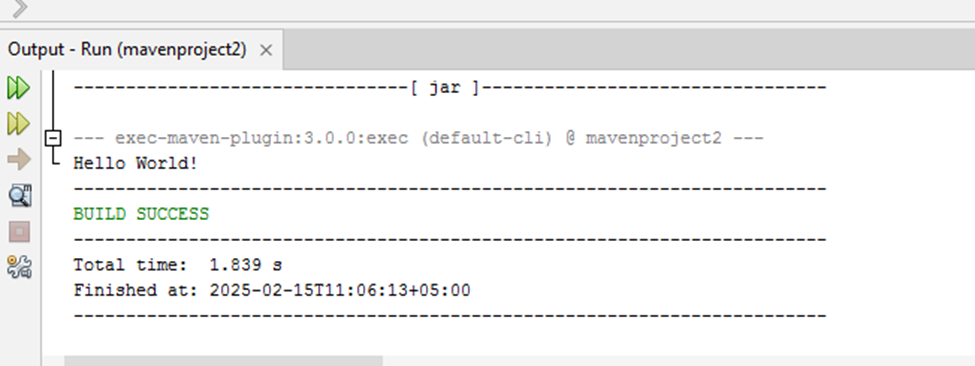 Output - Run (mavenproject2)
--------------------------------[ jar ]---------------------------------
--- exec-maven-plugin:3.0.0:exec (default-cli) @ mavenproject2 ---
Hello World!
------------------------------------------------------------------------
BUILD SUCCESS
------------------------------------------------------------------------
Total time:  1.839 s
Finished at: 2025-02-15T11:06:13+05:00
------------------------------------------------------------------------